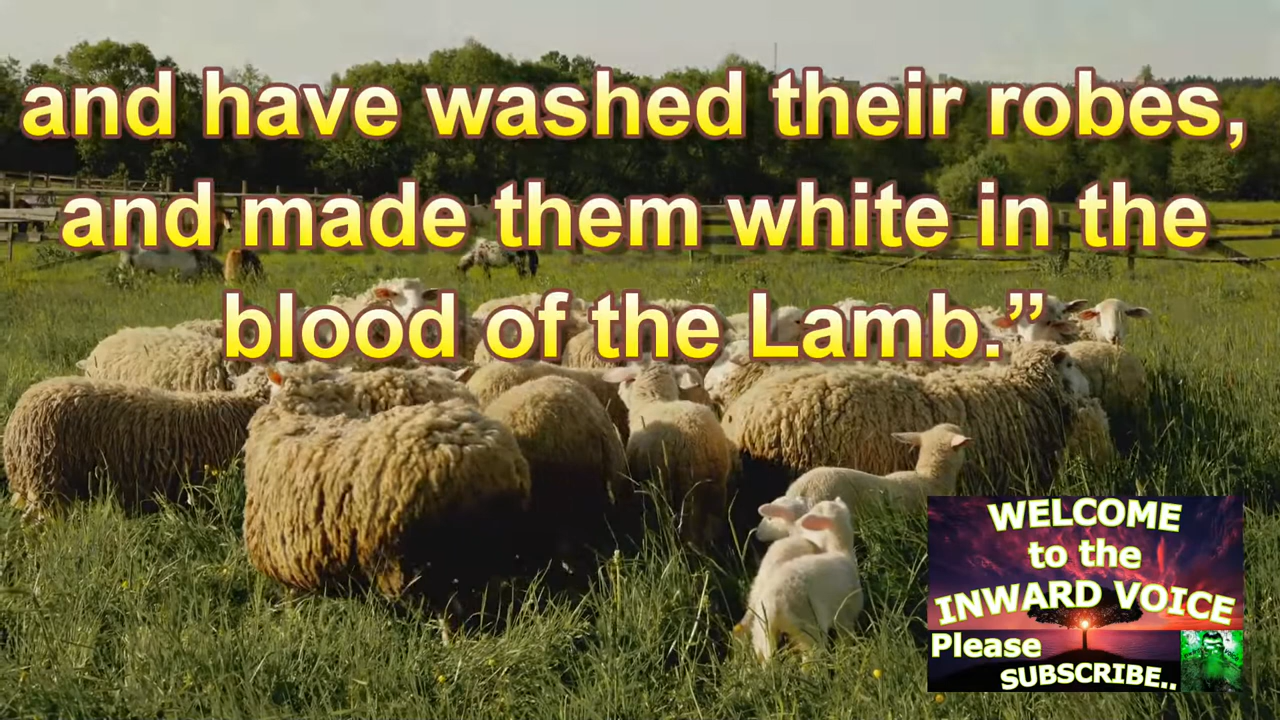 and have washed their robes,
and made them white in the
blood of the Lamb.”
WELCOME
to the
INWARD VOICE
Please
SUBSCRIBE..